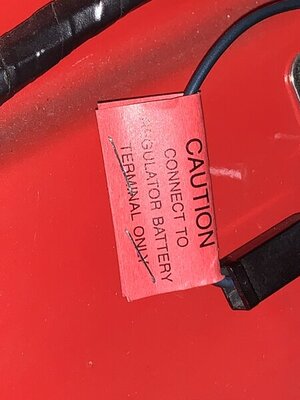 CAUTION
CONNECT TO
REGULATOR BATTERY
TERMINAL ONLY